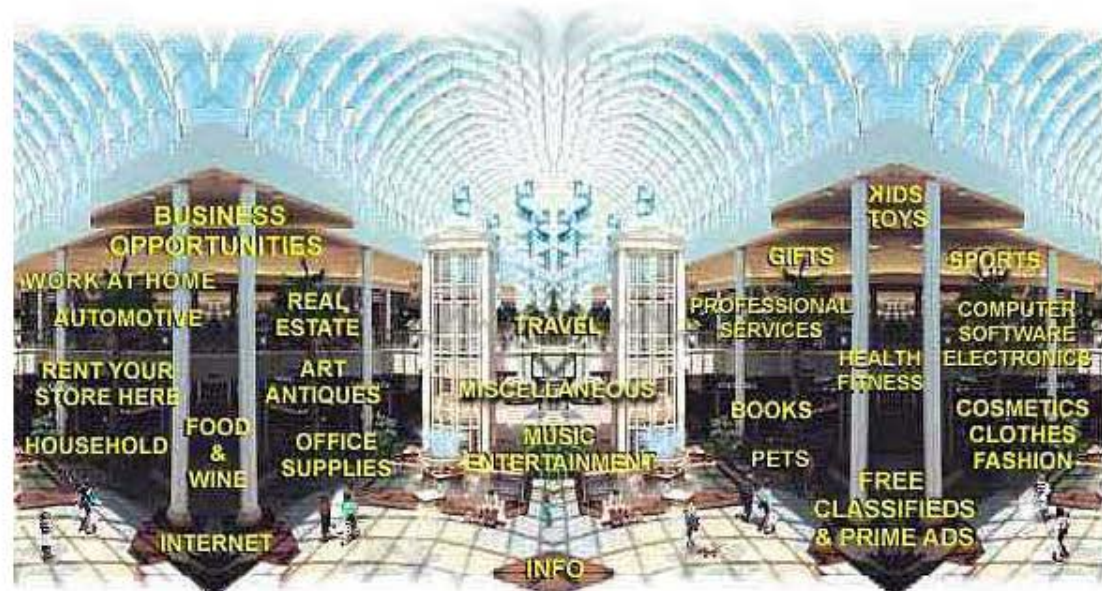 BUSINESS
OPPORTUNITIES
WORK AT HOME
AUTOMOTIVE
REAL
ESTATE
RENT YOUR
STORE HERE
ART
ANTIQUES
HOUSEHOLD
FOOD
&
WINE
OFFICE
SUPPLIES
INTERNET
TRAVEL
MISCELLANEOUS
MUSIC
ENTERTAINMENT
INFO
KIDS
TOYS
GIFTS
SPORTS
PROFESSIONAL
SERVICES
COMPUTER
SOFTWARE
ELECTRONICS
HEALTH
FITNESS
BOOKS
COSMETICS
CLOTHES
FASHION
PETS
FREE
CLASSIFIEDS
& PRIME ADS